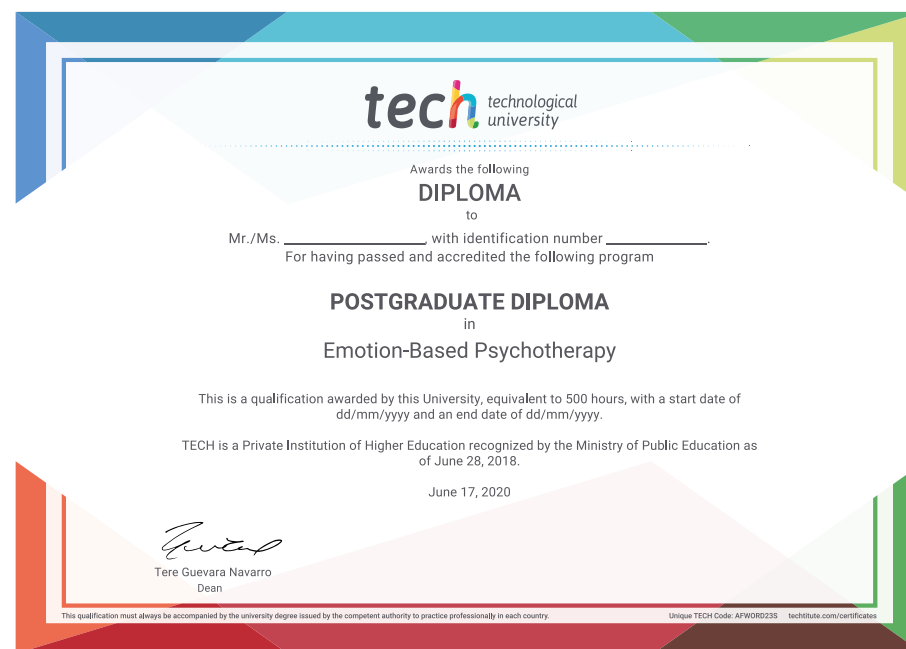 tech technological
university
Awards the following
DIPLOMA
to
Mr./Ms. ____________, with identification number _________.
For having passed and accredited the following program
POSTGRADUATE DIPLOMA
in
Emotion-Based Psychotherapy
This is a qualification awarded by this University, equivalent to 500 hours, with a start date of
dd/mm/yyyy and an end date of dd/mm/yyyy.
TECH is a Private Institution of Higher Education recognized by the Ministry of Public Education as
of June 28, 2018.
June 17, 2020
Tere Guevara Navarro
Dean
This qualification must always be accompanied by the university degree issued by the competent authority to practice professionally in each country.
Unique TECH Code: AFWORD23S techtitute.com/certificates